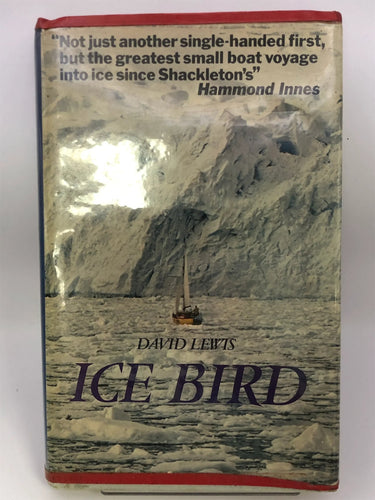 “Not just another single-handed first,
but the greatest small boat voyage
into ice since Shackleton's”
Hammond Innes
DAVID LEWIS
ICE BIRD